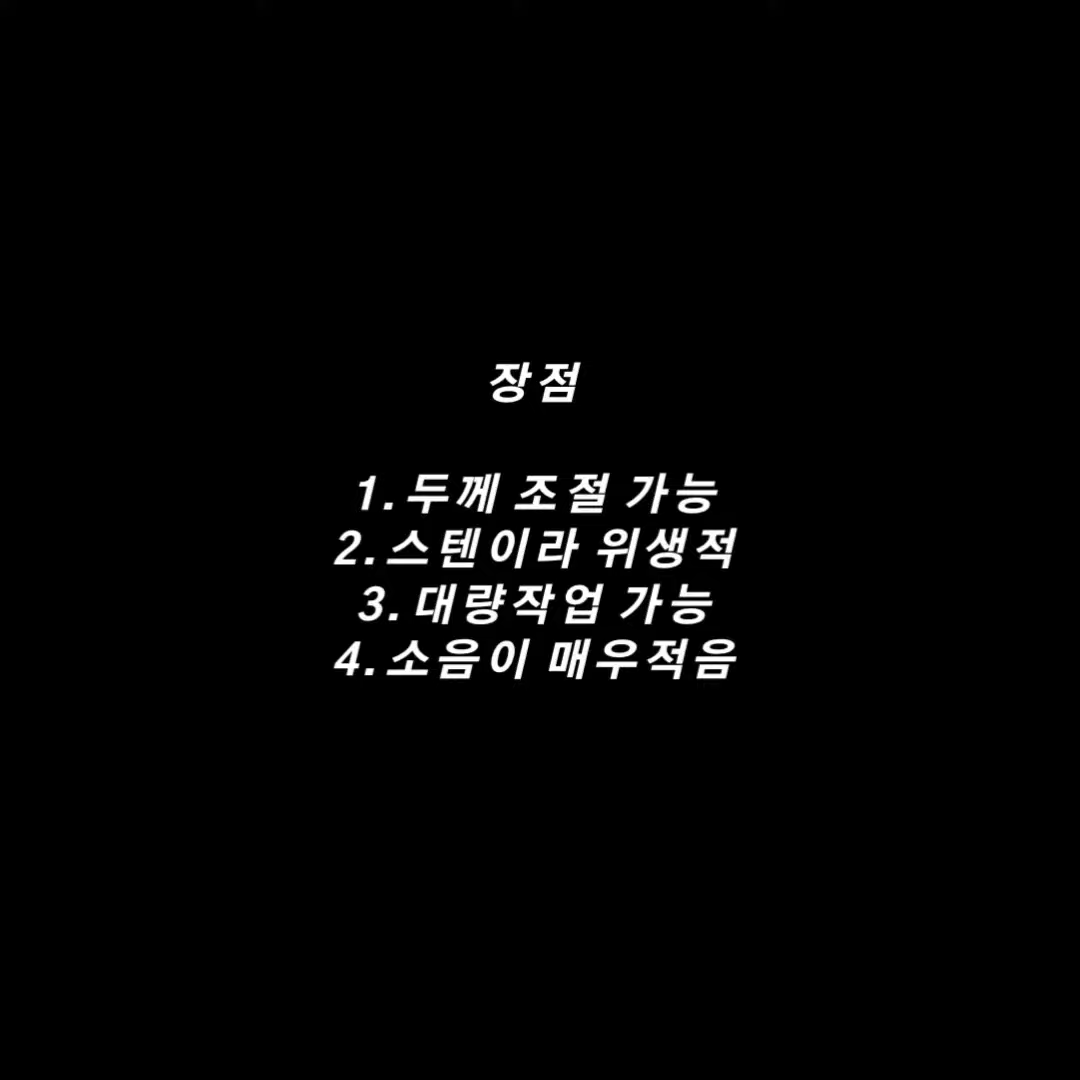 장점
1. 두께 조절 가능
2. 스텐이라 위생적
3. 대량작업 가능
4. 소음이 매우적음